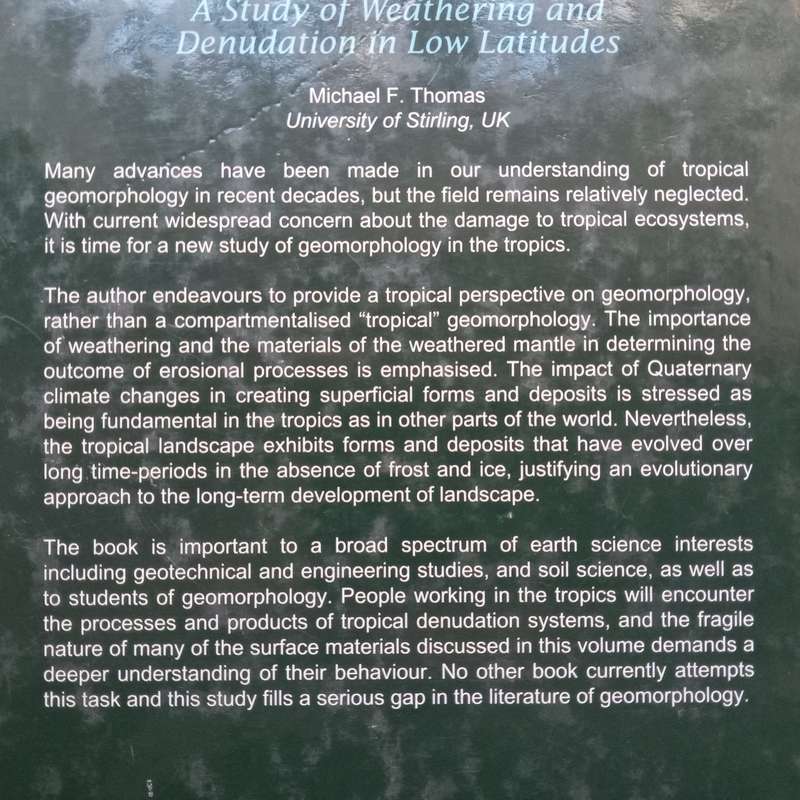 A Study of Weathering and
Denudation in Low Latitudes
Michael F. Thomas
University of Stirling, UK
Many advances have been made in our understanding of tropical
geomorphology in recent decades, but the field remains relatively neglected.
With current widespread concern about the damage to tropical ecosystems,
it is time for a new study of geomorphology in the tropics.
The author endeavours to provide a tropical perspective on geomorphology,
rather than a compartmentalised “tropical” geomorphology. The importance
of weathering and the materials of the weathered mantle in determining the
outcome of erosional processes is emphasised. The impact of Quaternary
climate changes in creating superficial forms and deposits is stressed as
being fundamental in the tropics as in other parts of the world. Nevertheless,
the tropical landscape exhibits forms and deposits that have evolved over
long time-periods in the absence of frost and ice, justifying an evolutionary
approach to the long-term development of landscape.
The book is important to a broad spectrum of earth science interests
including geotechnical and engineering studies, and soil science, as well as
to students of geomorphology. People working in the tropics will encounter
the processes and products of tropical denudation systems, and the fragile
nature of many of the surface materials discussed in this volume demands a
deeper understanding of their behaviour. No other book currently attempts
this task and this study fills a serious gap in the literature of geomorphology.